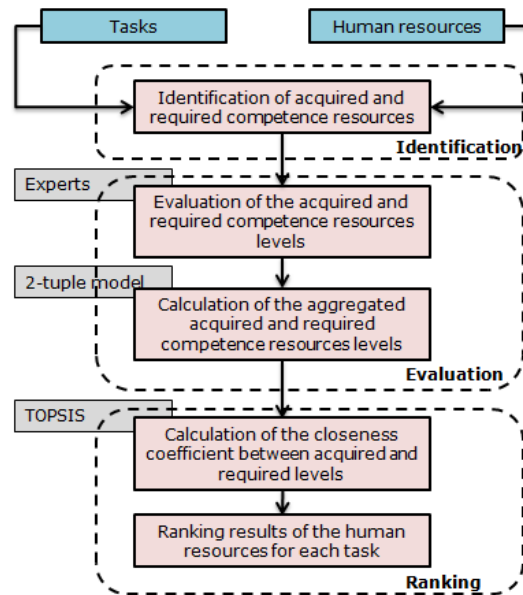 Tasks
Human resources
Identification of acquired and
required competence resources
Identification
Experts
Evaluation of the acquired and
required competence resources
levels
2-tuple model
Calculation of the aggregated
acquired and required
competence resources levels
Evaluation
TOPSIS
Calculation of the closeness
coefficient between acquired and
required levels
Ranking results of the human
resources for each task
Ranking